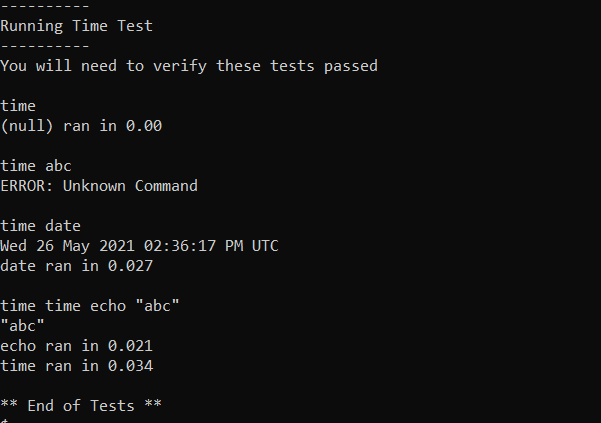 ----------
Running Time Test
----------
You will need to verify these tests passed
time
(null) ran in 0.00
time abc
ERROR: Unknown Command
time date
Wed 26 May 2021 02:36:17 PM UTC
date ran in 0.027
time time echo "abc"
"abc"
echo ran in 0.021
time ran in 0.034
** End of Tests **